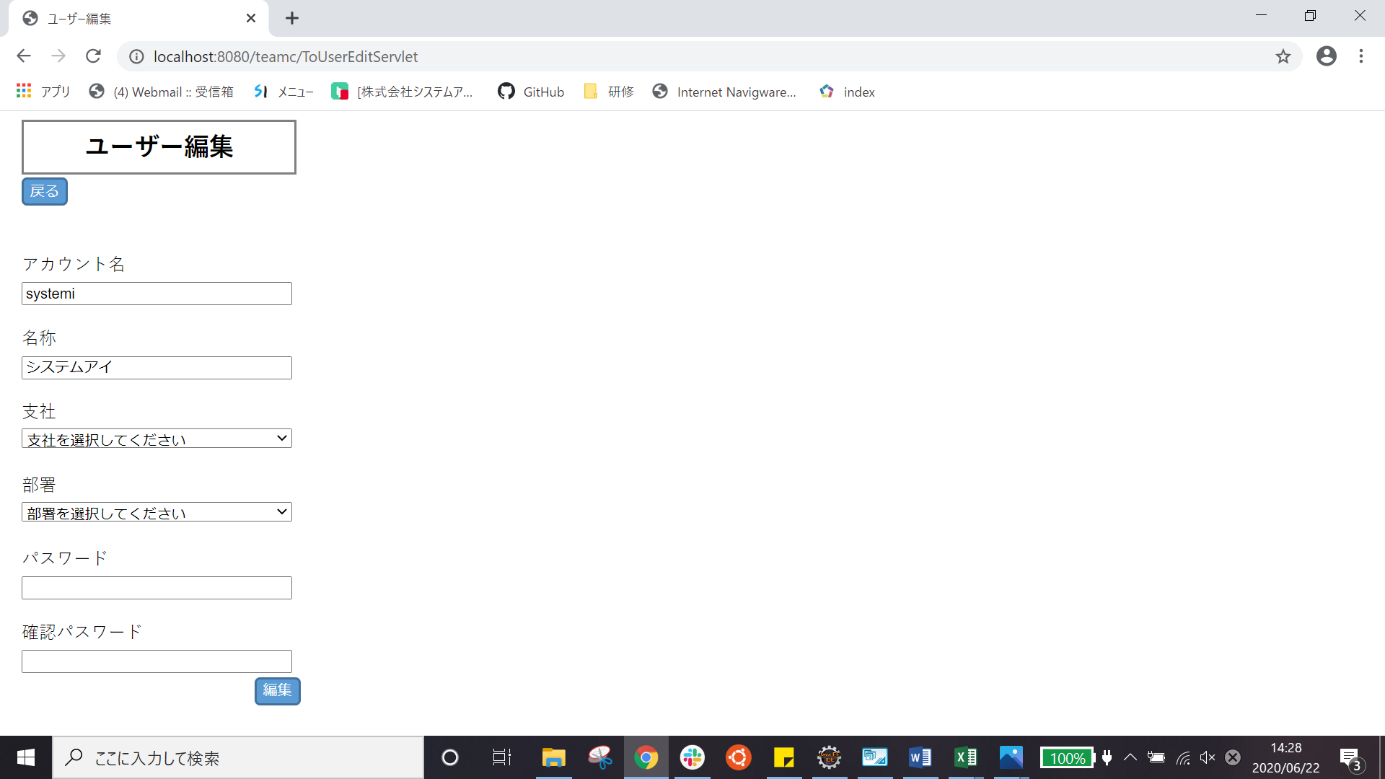 ユーザー編集
localhost:8080/teamc/ToUserEditServlet
アプリ (4) Webmail :: 受信箱 メニュー [株式会社システムア... GitHub 研修 Internet Navigware... index
ユーザー編集
戻る
アカウント名
systemi
名称
システムアイ
支社
支社を選択してください
部署
部署を選択してください
パスワード
確認パスワード
編集
ここに入力して検索
100%
14:28
2020/06/22
3